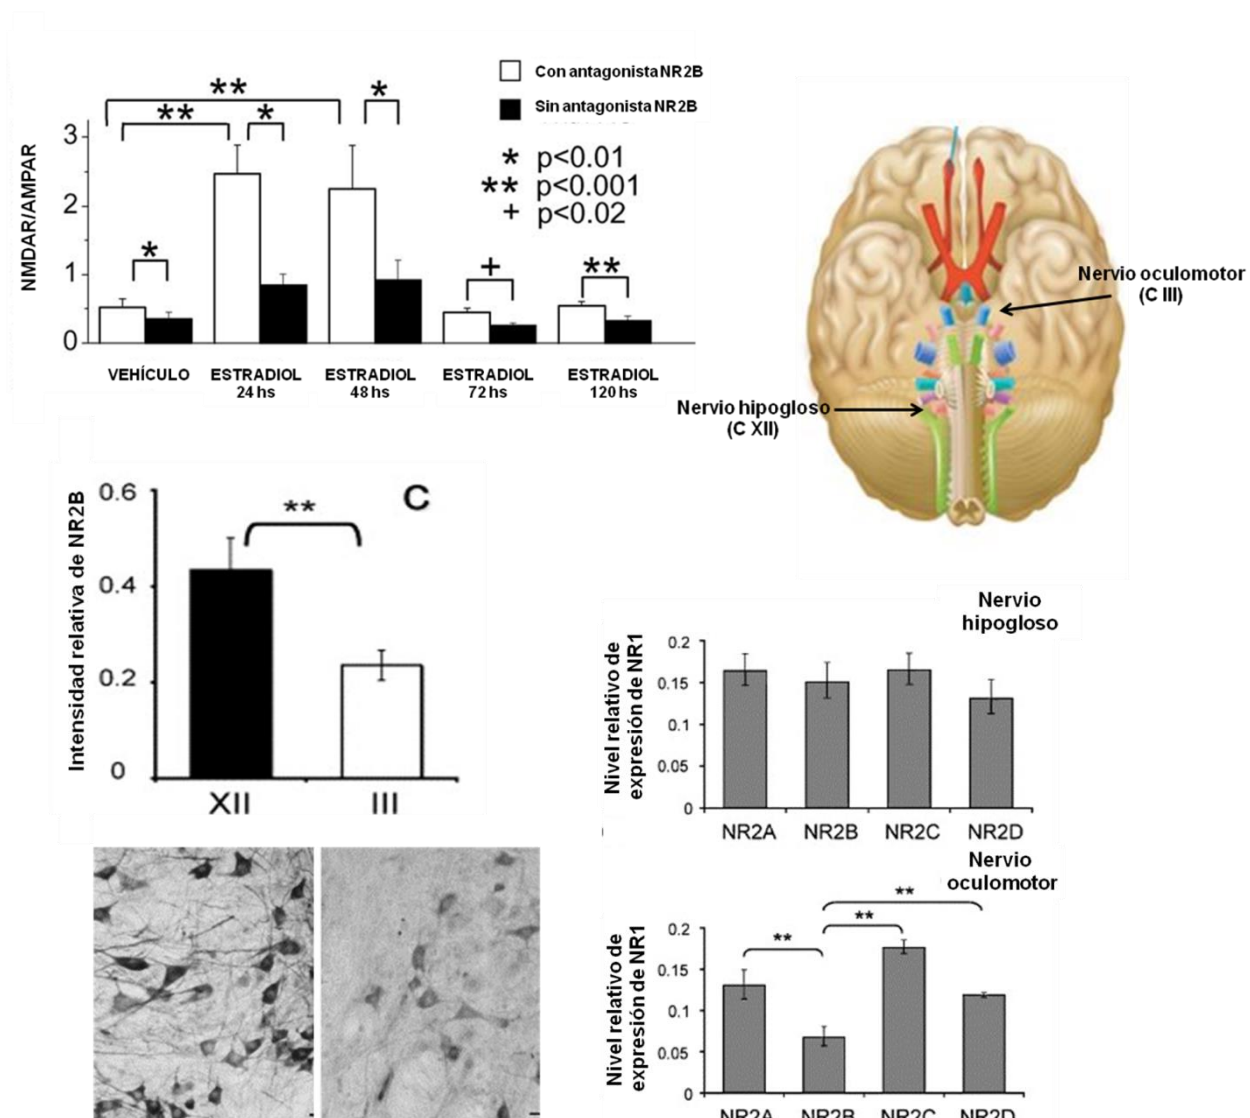 Con antagonista NR2B
Sin antagonista NR2B
** * *
** *
* p<0.01
** p<0.001
+ p<0.02
* + **
NMDAR/AMPAR
3
2
1
0
VEHÍCULO
ESTRADIOL
24 hs
ESTRADIOL
48 hs
ESTRADIOL
72 hs
ESTRADIOL
120 hs
Nervio oculomotor
(C III)
Nervio hipogloso
(C XII)
C
**
Intensidad relativa de NR2B
0.6
0.4
0.2
0
XII
III
Nervio
hipogloso
Nivel relativo de
expresión de NR1
0.2
0.15
0.1
0.05
0
NR2A NR2B NR2C NR2D
Nervio
oculomotor
**
**
**
Nivel relativo de
expresión de NR1
0.2
0.15
0.1
0.05
0
NR2A NR2B NR2C NR2D